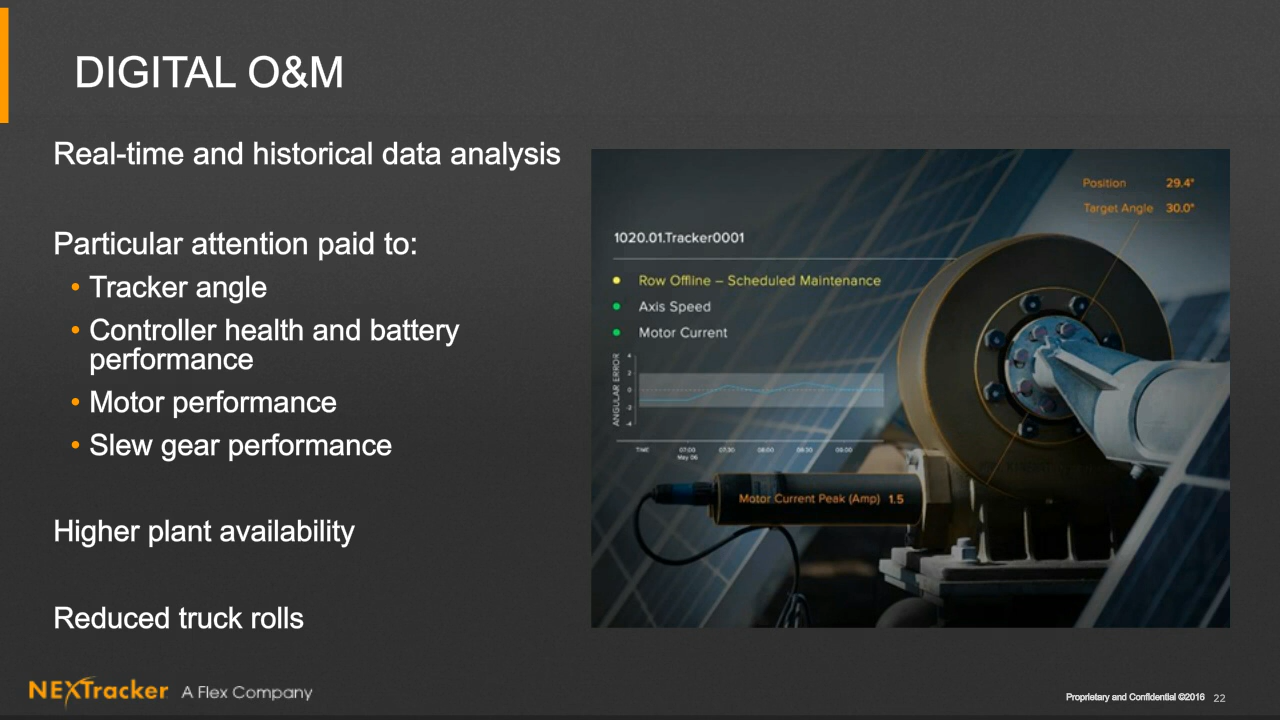 DIGITAL O&M
Real-time and historical data analysis
Particular attention paid to:
• Tracker angle
• Controller health and battery
performance
• Motor performance
• Slew gear performance
Higher plant availability
Reduced truck rolls
Position 29.4°
Target Angle 30.0°
1020.01.Tracker0001
Row Offline – Scheduled Maintenance
Axis Speed
Motor Current
ANGULAR ERROR
TIME 07:00 07:30 08:00 08:30 09:00
May 06
Motor Current Peak (Amp) 1.5
NEXTracker A Flex Company
Proprietary and Confidential ©2016 22